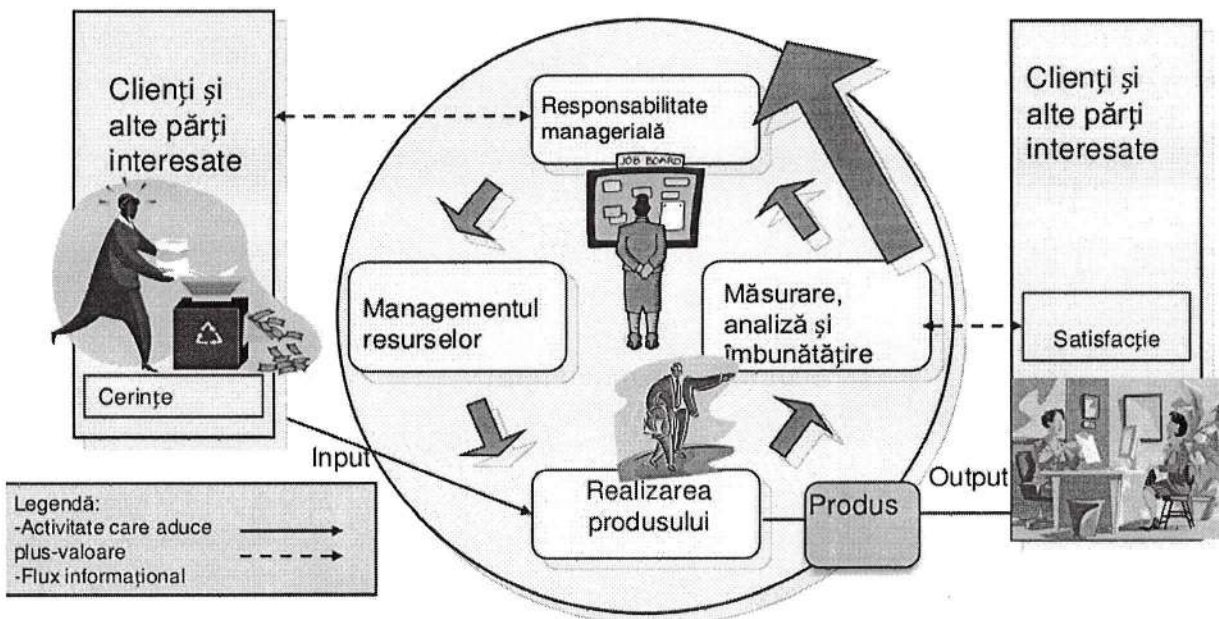 Clienți și
alte părți
interesate
Cerințe
Responsabilitate
managerială
JOB BOARD
Managementul
resurselor
Măsurare,
analiză și
îmbunătățire
Clienți și
alte părți
interesate
Satisfacție
Input
Realizarea
produsului
Produs
Output
Legendă:
-Activitate care aduce
plus-valoare
-Flux informațional